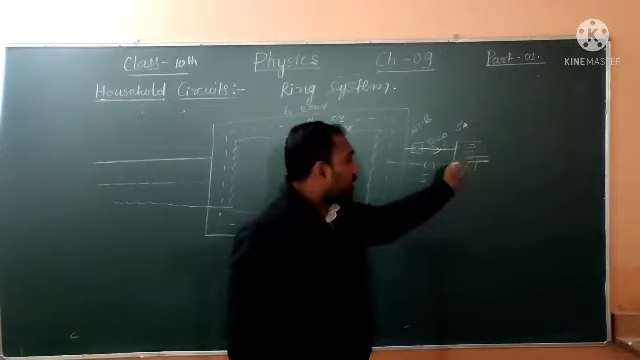 Class-10th Physics Ch-09 Part-01.
Household Circuits:- Ring System.
K
KINEMASTER